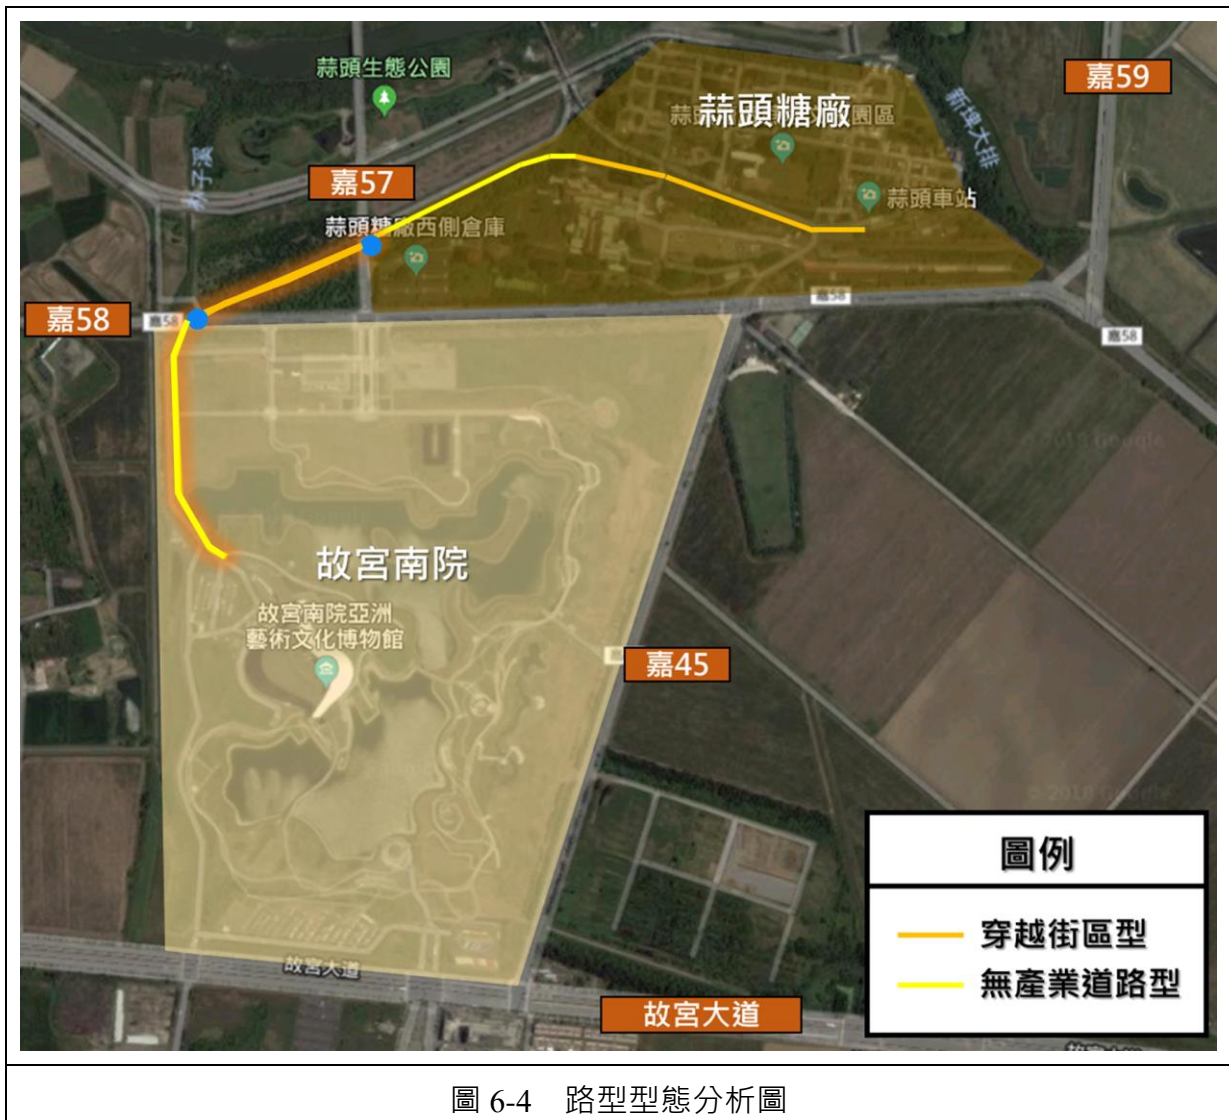 蒜頭生態公園
嘉59
蒜頭糖廠
園區
新埤大排
嘉57
蒜頭車站
蒜頭糖廠西側倉庫
嘉58
嘉58
嘉58
嘉58
故宮南院
故宮南院亞洲
藝術文化博物館
嘉45
圖例
穿越街區型
無產業道路型
故宮大道
故宮大道
© 2018 Google
圖 6-4 路型型態分析圖